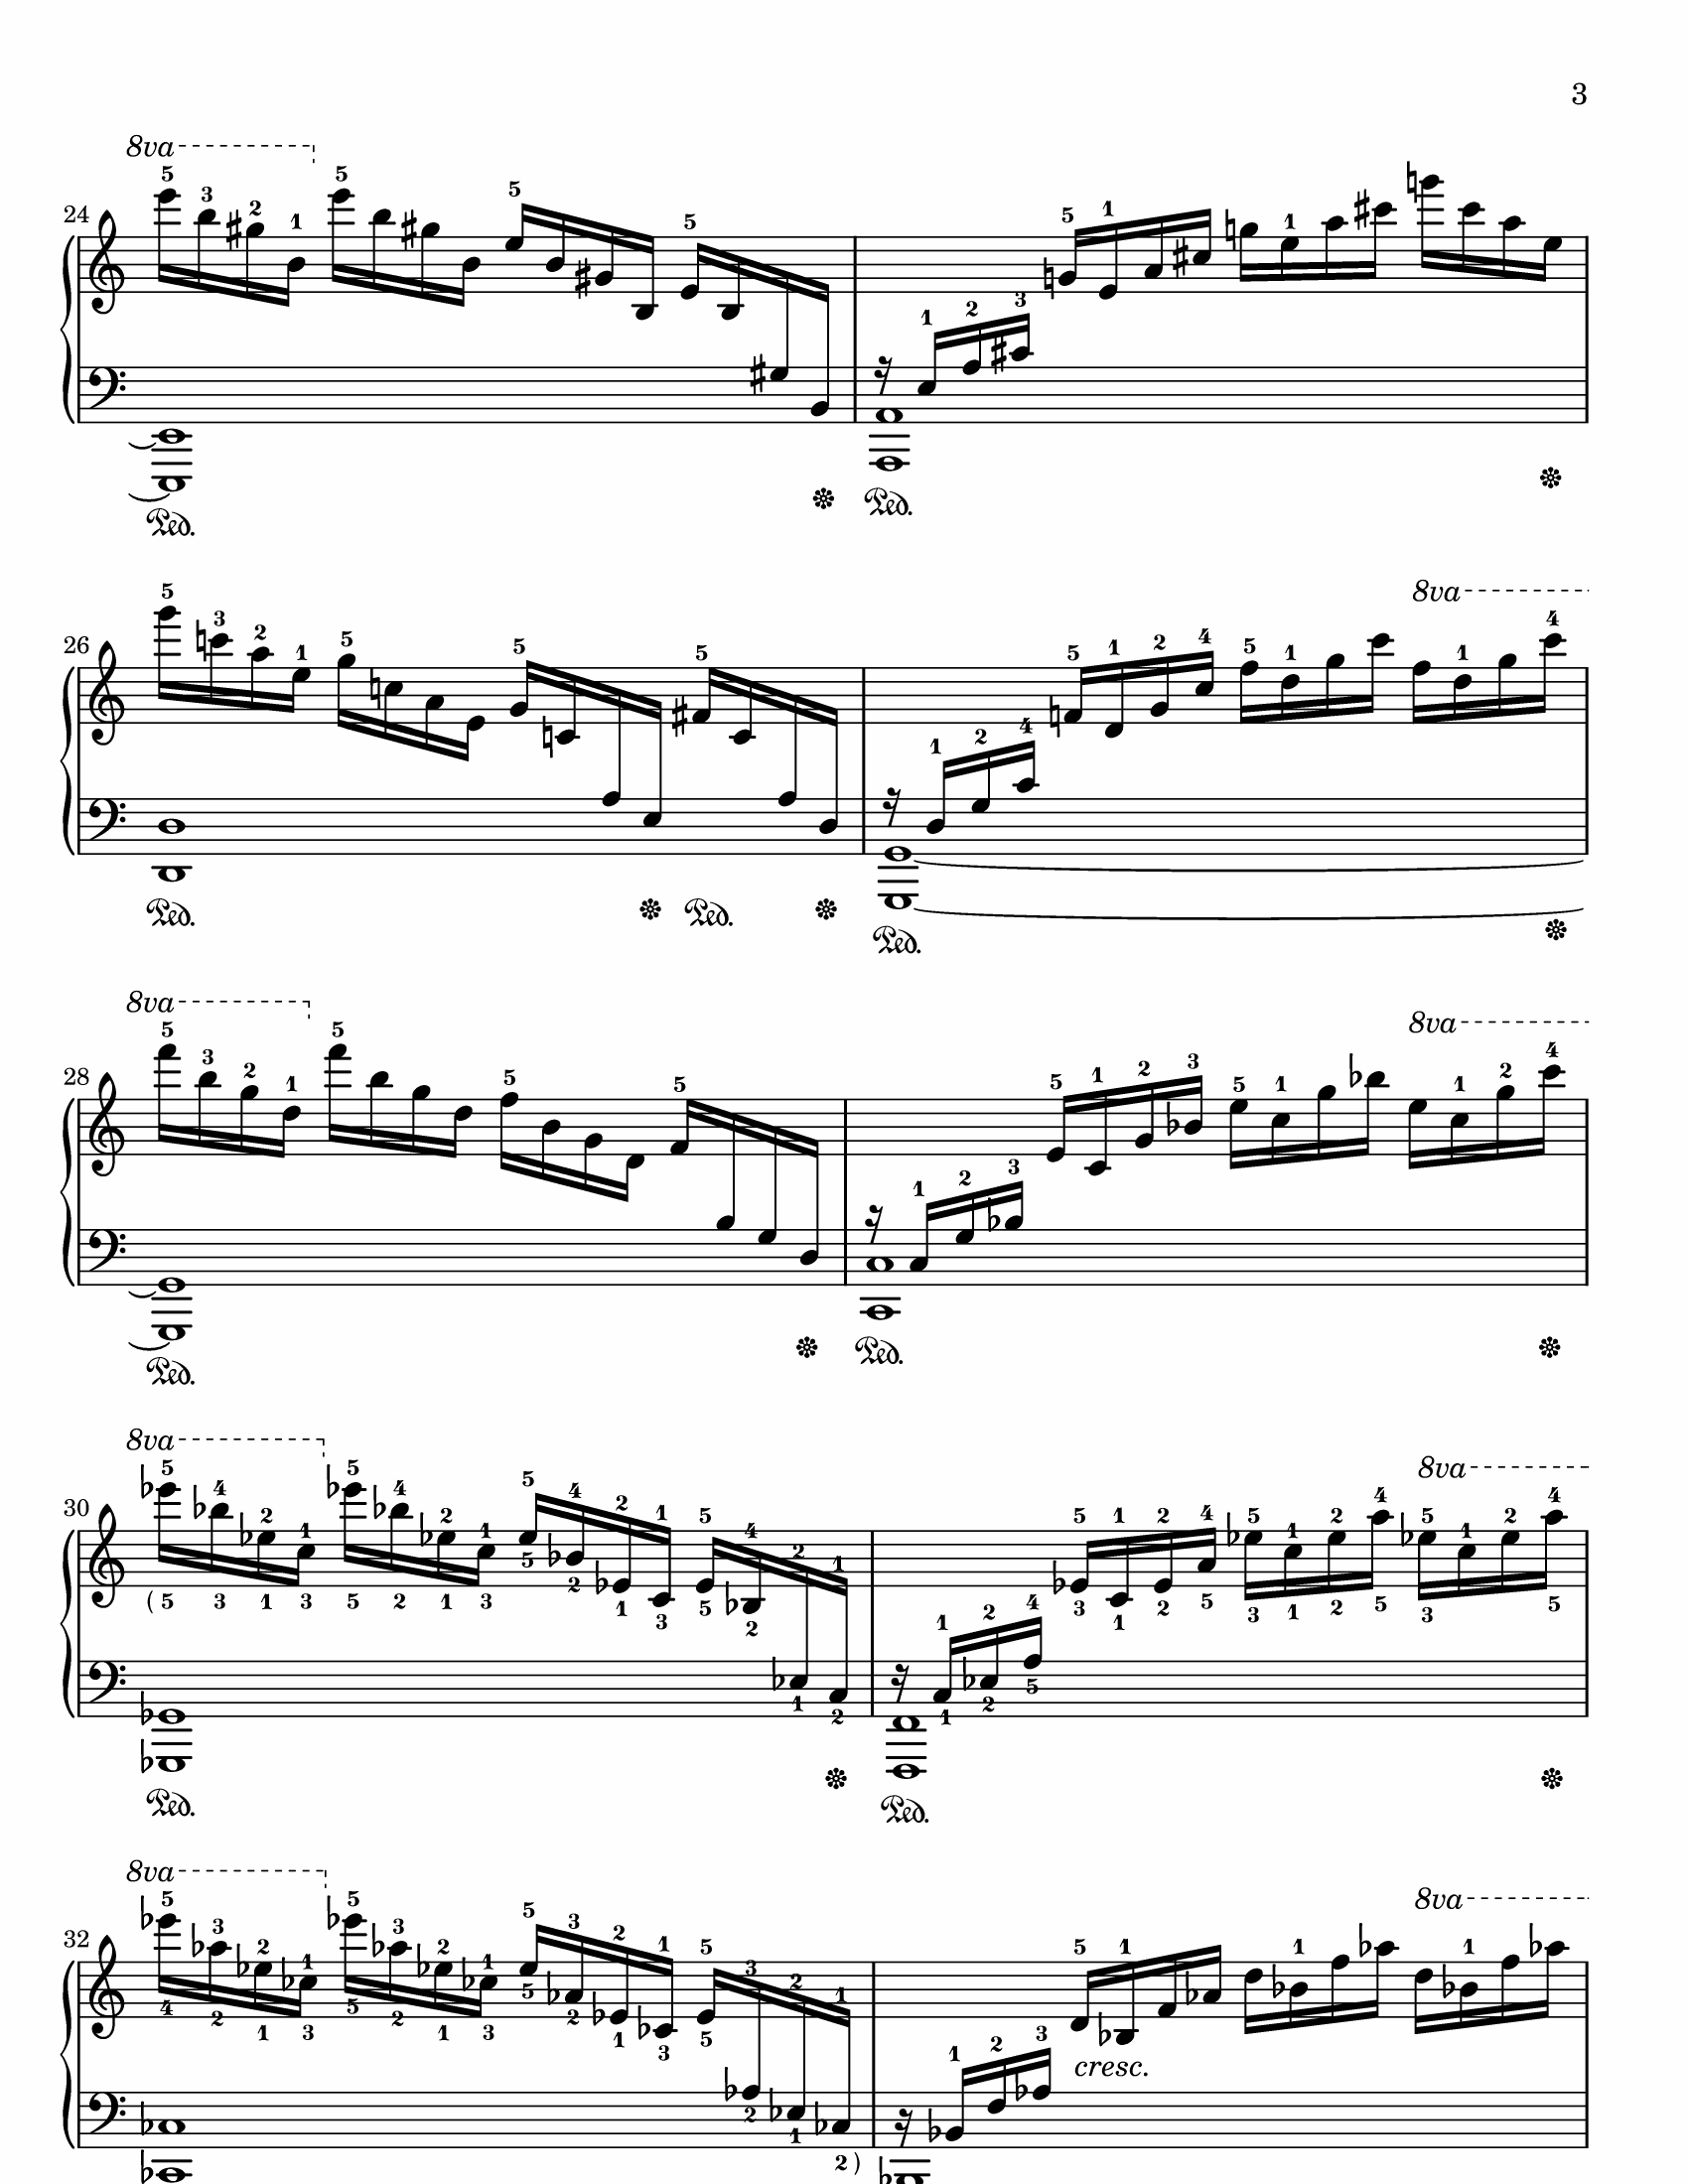 3
8va
5 3 2 1 5 5 5 5 1
24
1 2 3 1
Ped. Ped.
8va
5 3 2 1 5 5 5 5 1 2 4 5 1 1 4
26
1 2 4
Ped. Ped. Ped.
8va 8va
5 3 2 1 5 5 5 5 1 2 3 5 1 1 2 4
28
1 2 3
Ped. Ped.
8va 8va
5 4 2 1 5 4 2 1 5 4 2 1 5 4 2 1 5 1 2 4 5 1 2 4 5 1 2 4
30
( 5 3 1 3 5 2 1 3 5 2 1 3 5 2 3 1 2 5 3 1 2 5 3 5
1 2 4
1 2 1 2 5
Ped. Ped.
8va 8va
5 3 2 1 5 3 2 1 5 3 2 1 5 3 2 1 5 1 1 1
32
4 2 1 3 5 2 1 3 5 2 1 3 5
cresc.
1 2 3
2 1 2 )